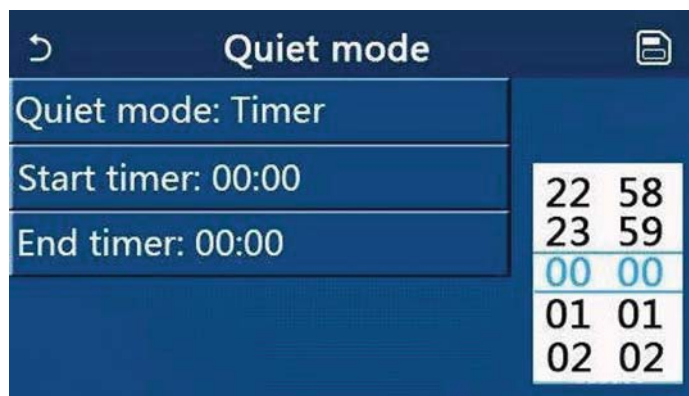 Quiet mode
Quiet mode: Timer
Start timer: 00:00
End timer: 00:00
22 58
23 59
00 00
01 01
02 02